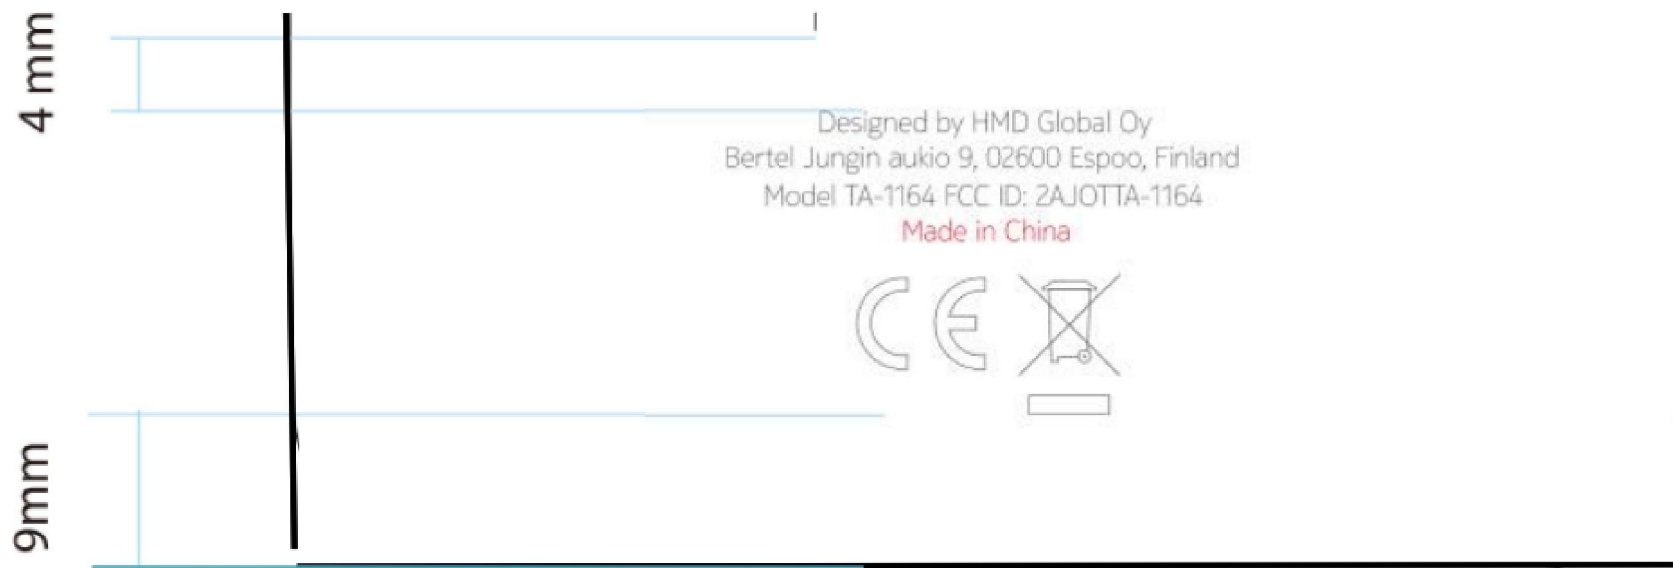 4 mm
Designed by HMD Global Oy
Bertel Jungin aukio 9, 02600 Espoo, Finland
Model TA-1164 FCC ID: 2AJOTTA-1164
Made in China
CE
9mm